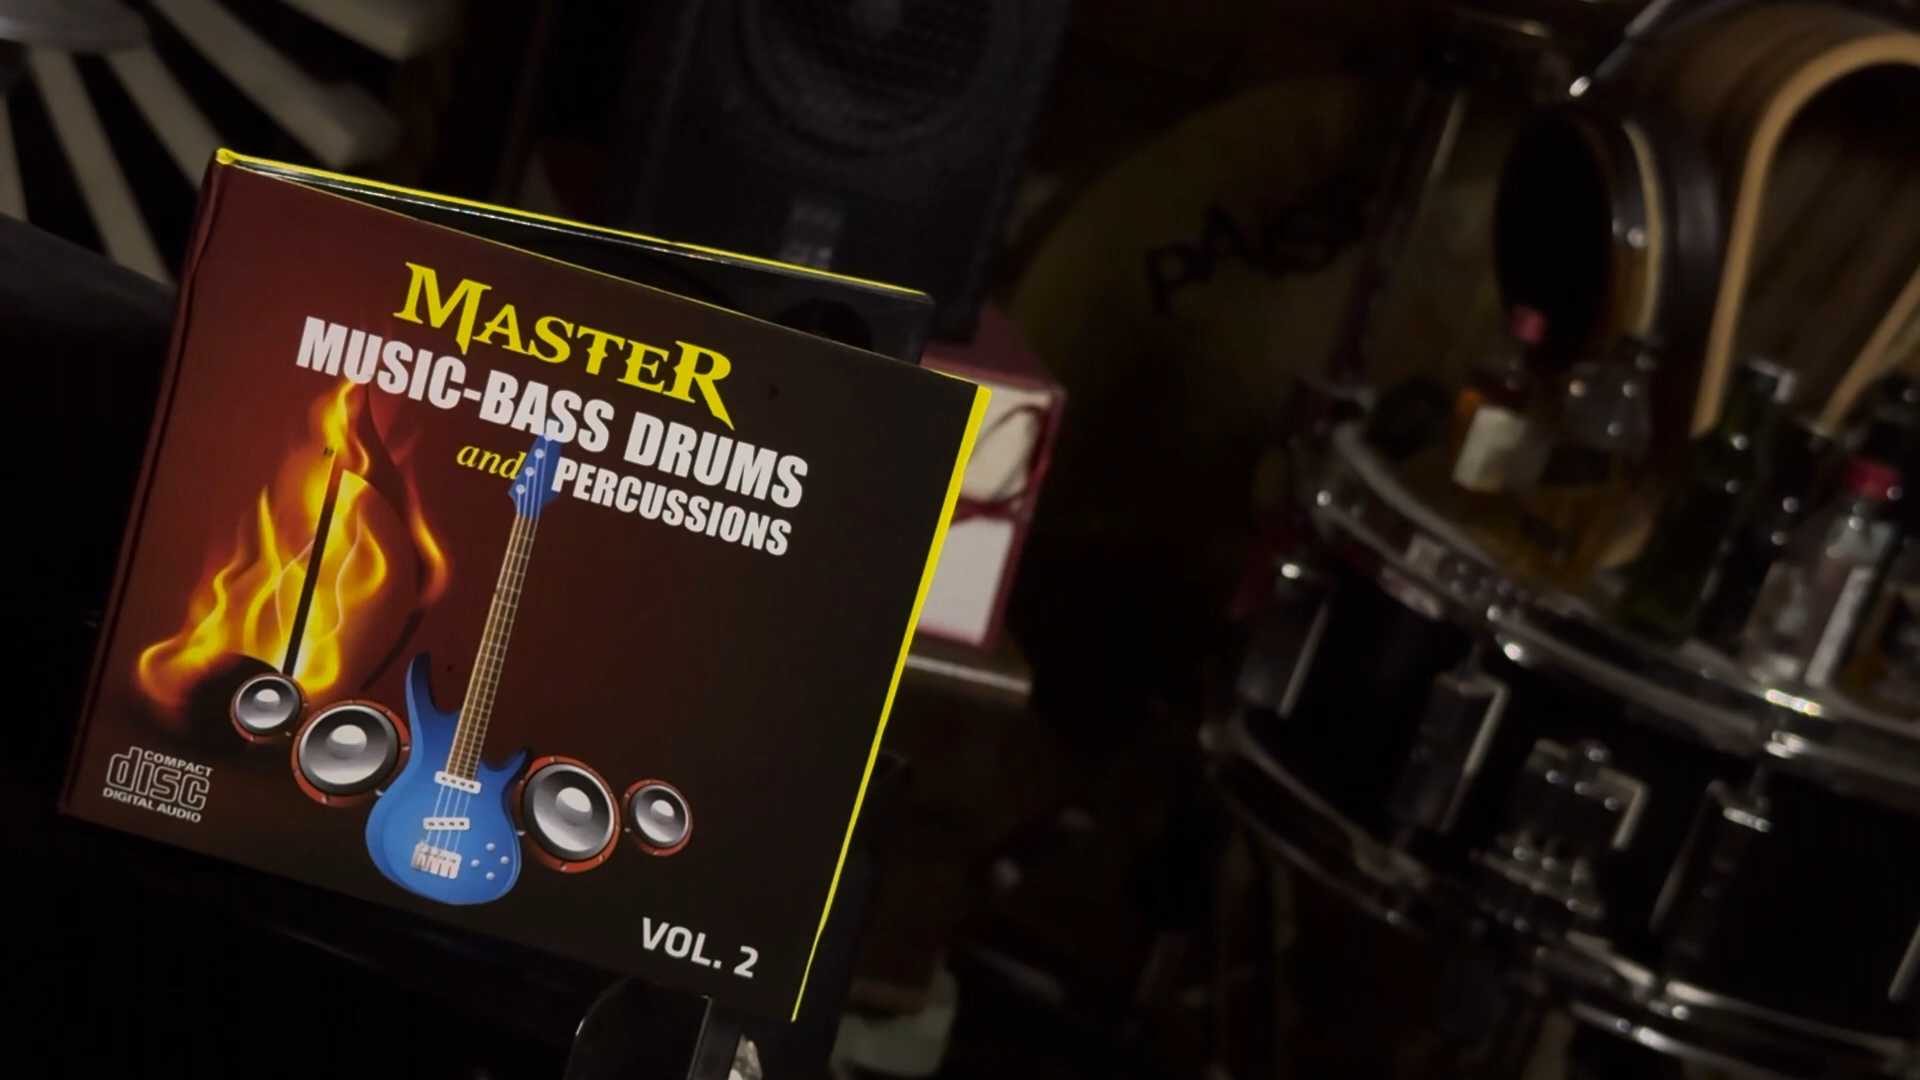 MASTER
MUSIC-BASS DRUMS
and PERCUSSIONS
COMPACT
disc
DIGITAL AUDIO
VOL. 2